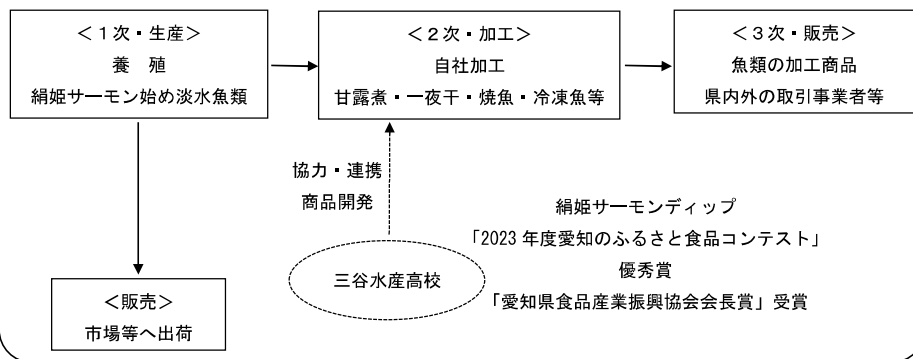 ＜１次・生産＞
養　殖
絹姫サーモン始め淡水魚類
＜２次・加工＞
自社加工
甘露煮・一夜干・焼魚・冷凍魚等
＜３次・販売＞
魚類の加工商品
県内外の取引事業者等
協力・連携
商品開発
三谷水産高校
絹姫サーモンディップ
「2023 年度愛知のふるさと食品コンテスト」
優秀賞
「愛知県食品産業振興協会会長賞」受賞
＜販売＞
市場等へ出荷